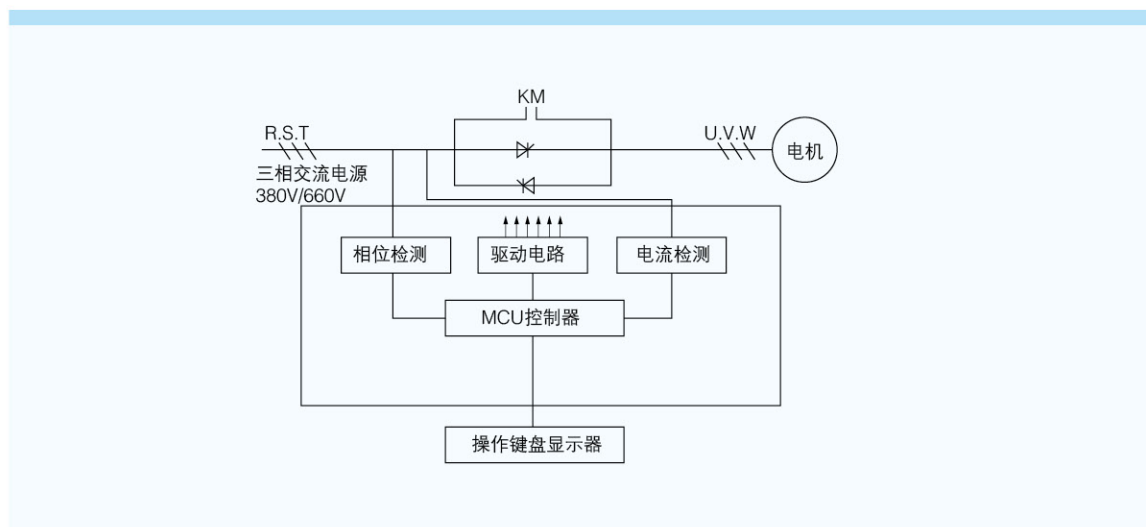 KM
R.S.T
U.V.W
电机
三相交流电源
380V/660V
相位检测
驱动电路
电流检测
MCU控制器
操作键盘显示器